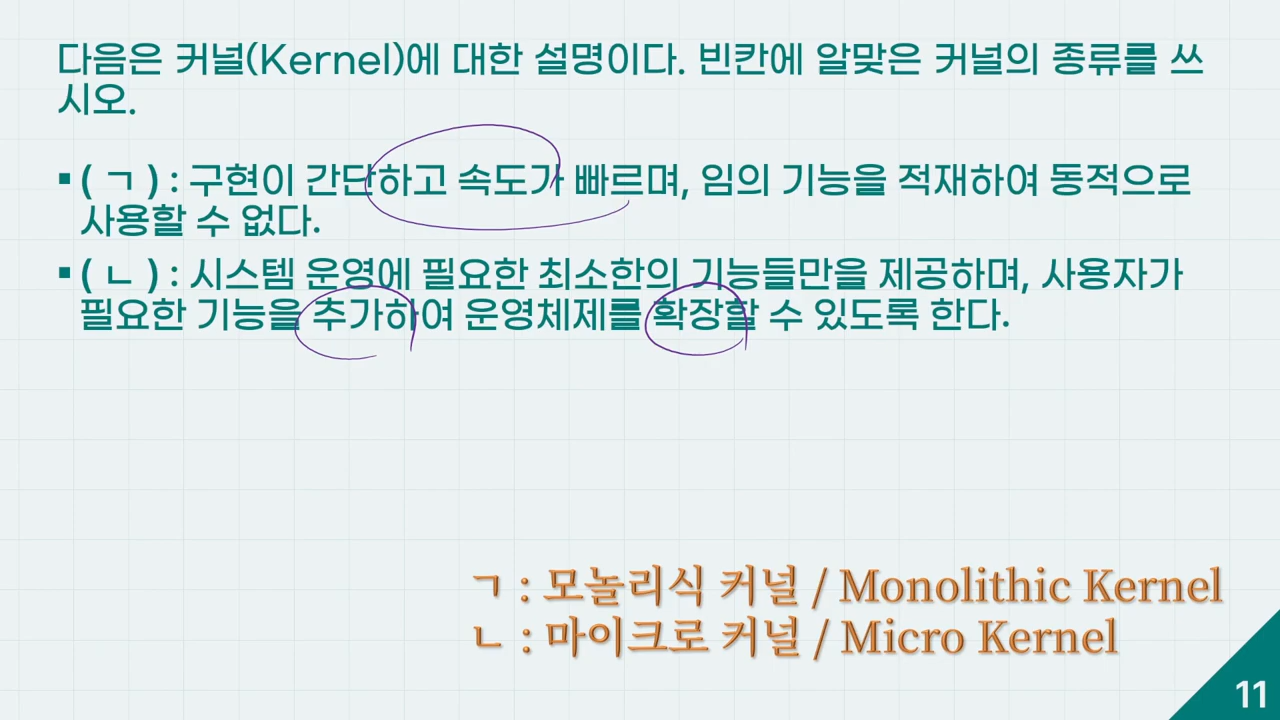 다음은 커널(Kernel)에 대한 설명이다. 빈칸에 알맞은 커널의 종류를 쓰
시오.
▪ ( ㄱ ) : 구현이 간단하고 속도가 빠르며, 임의 기능을 적재하여 동적으로
사용할 수 없다.
▪ ( ㄴ ) : 시스템 운영에 필요한 최소한의 기능들만을 제공하며, 사용자가
필요한 기능을 추가하여 운영체제를 확장할 수 있도록 한다.
ㄱ : 모놀리식 커널 / Monolithic Kernel
ㄴ : 마이크로 커널 / Micro Kernel
11